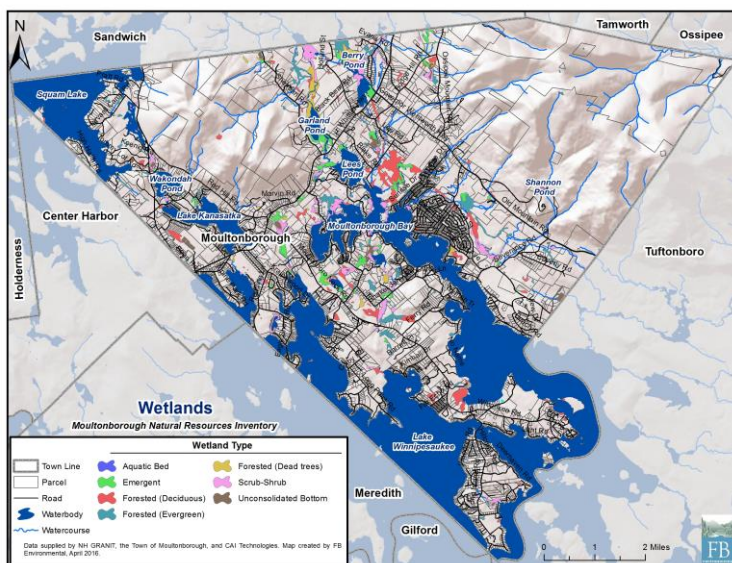 N
Sandwich
Tamworth
Ossipee
Berry
Pond
Squam Lake
Garland
Pond
Lees
Pond
Wakondah
Pond
Shannon
Pond
Lake Kanasatka
Center Harbor
Moultonborough
Moultonborough Bay
Tuftonboro
Holderness
Wetlands
Moultonborough Natural Resources Inventory
Lake
Winnipesaukee
Meredith
Gilford
Wetland Type
Town Line
Parcel
Road
Waterbody
Watercourse
Aquatic Bed
Emergent
Forested (Deciduous)
Forested (Evergreen)
Forested (Dead trees)
Scrub-Shrub
Unconsolidated Bottom
Data supplied by NH GRANIT, the Town of Moultonborough, and CAI Technologies. Map created by FB
Environmental, April 2016.
0 1 2 Miles
FB